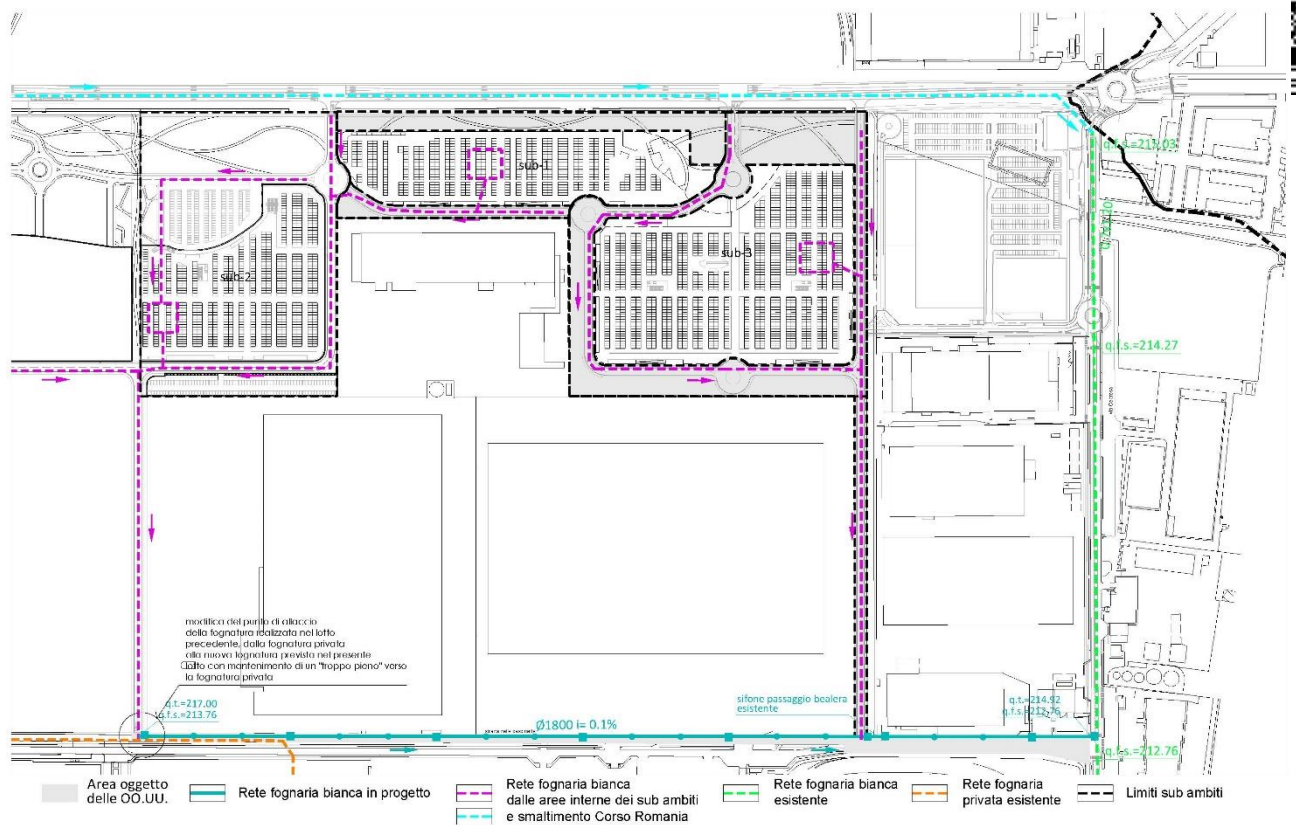 sub-1
sub-2
sub-3
q.f.s.=214.27
via Cebrosa
modifica del punto di allaccio
della fognatura realizzata nel lotto
precedente, dalla fognatura privata
alla nuova fognatura prevista nel presente
lotto con mantenimento di un "troppo pieno" verso
la fognatura privata
q.t.=217.00
q.f.s.=213.76
Ø1800 i= 0.1%
sifone passaggio bealera
esistente
q.t.=214.92
q.f.s.=212.76
q.f.s.=212.76
Area oggetto
delle OO.UU.
Rete fognaria bianca in progetto
Rete fognaria bianca
dalle aree interne dei sub ambiti
e smaltimento Corso Romania
Rete fognaria bianca
esistente
Rete fognaria
privata esistente
Limiti sub ambiti